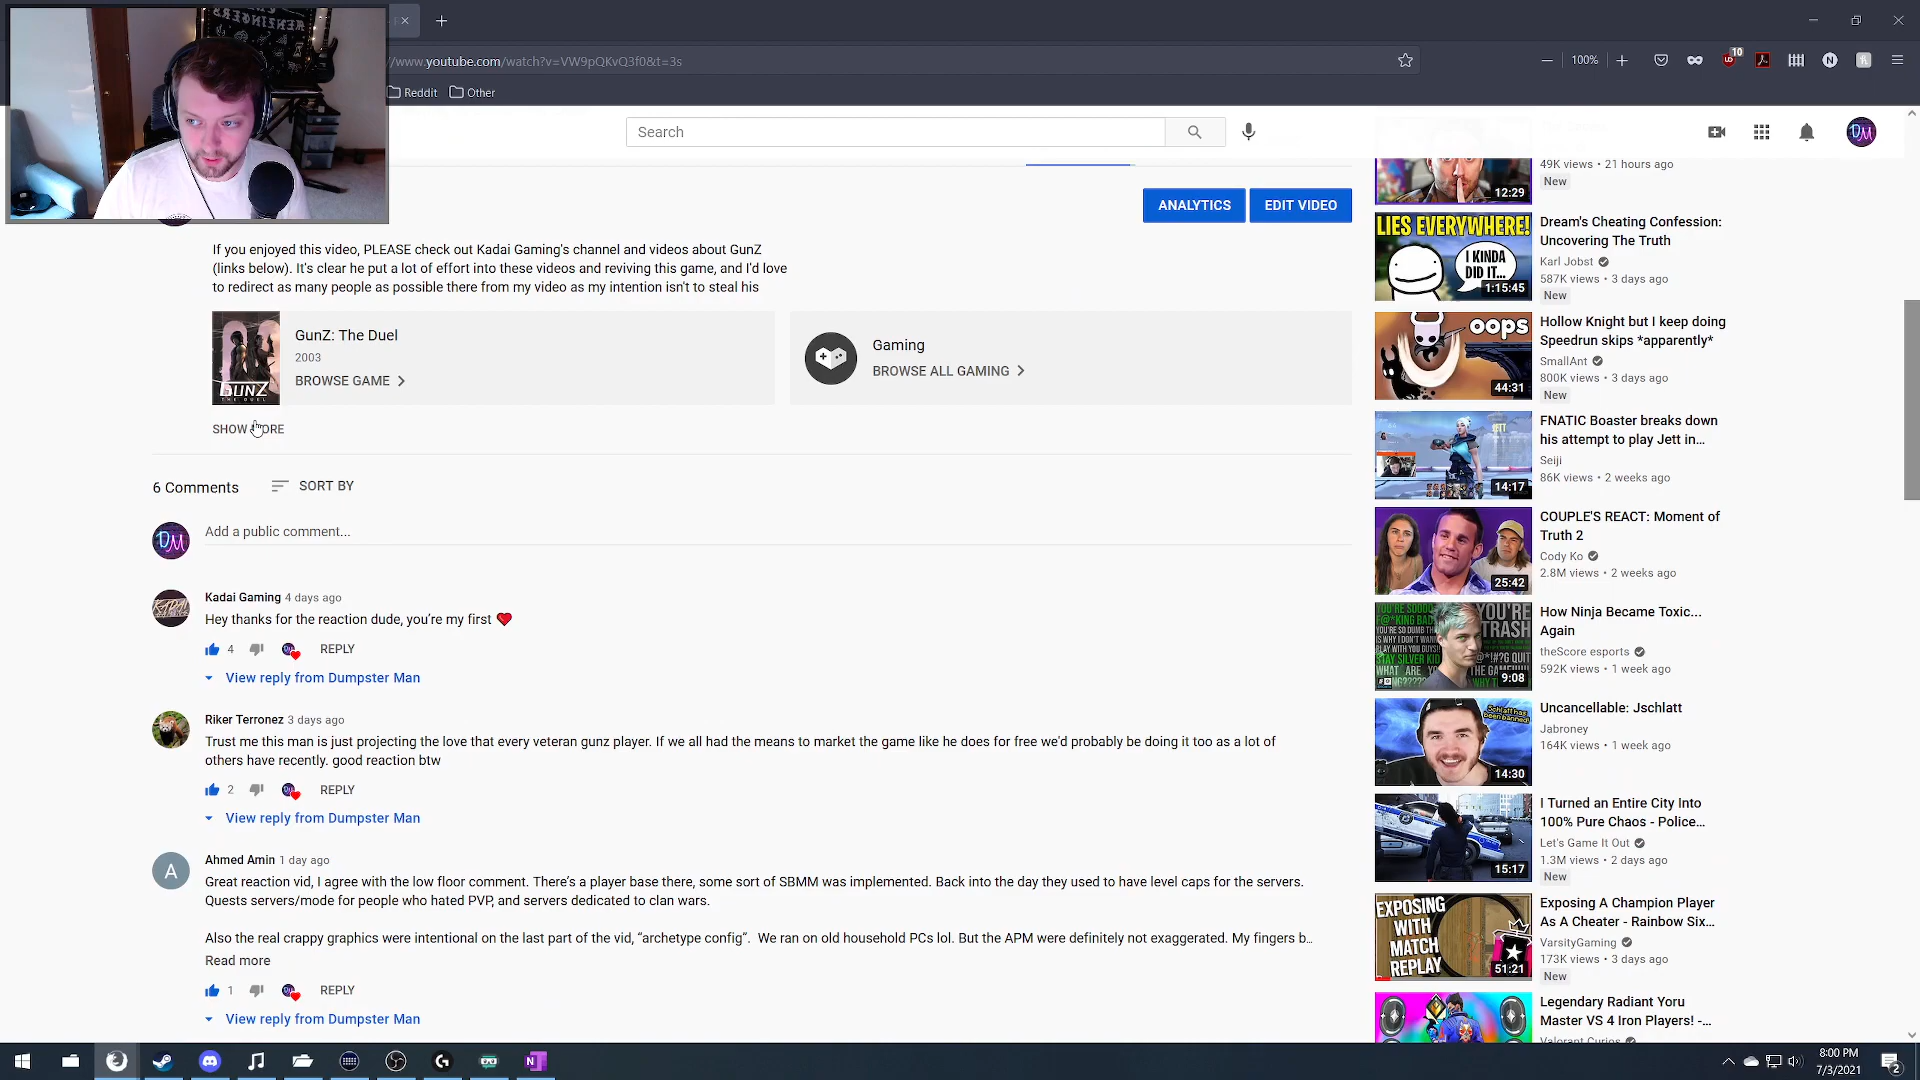 www.youtube.com/watch?v=VW9pQKvQ3f0&t=3s
100%
10
Reddit
Other
Search
ANALYTICS
EDIT VIDEO
If you enjoyed this video, PLEASE check out Kadai Gaming's channel and videos about GunZ
(links below). It's clear he put a lot of effort into these videos and reviving this game, and I'd love
to redirect as many people as possible there from my video as my intention isn't to steal his
GunZ: The Duel
2003
BROWSE GAME
GUNZ
THE DUEL
Gaming
BROWSE ALL GAMING
SHOW MORE
6 Comments
SORT BY
Add a public comment...
Kadai Gaming 4 days ago
Hey thanks for the reaction dude, you're my first ❤
4
REPLY
View reply from Dumpster Man
Riker Terronez 3 days ago
Trust me this man is just projecting the love that every veteran gunz player. If we all had the means to market the game like he does for free we'd probably be doing it too as a lot of
others have recently. good reaction btw
2
REPLY
View reply from Dumpster Man
Ahmed Amin 1 day ago
Great reaction vid, I agree with the low floor comment. There's a player base there, some sort of SBMM was implemented. Back into the day they used to have level caps for the servers.
Quests servers/mode for people who hated PVP, and servers dedicated to clan wars.
Also the real crappy graphics were intentional on the last part of the vid, “archetype config”. We ran on old household PCs lol. But the APM were definitely not exaggerated. My fingers b...
Read more
1
REPLY
View reply from Dumpster Man
49K views • 21 hours ago
New
12:29
LIES EVERYWHERE!
I KINDA
DID IT...
1:15:45
Dream's Cheating Confession:
Uncovering The Truth
Karl Jobst
587K views • 3 days ago
New
oops
44:31
Hollow Knight but I keep doing
Speedrun skips *apparently*
SmallAnt
800K views • 3 days ago
New
14:17
FNATIC Boaster breaks down
his attempt to play Jett in...
Seiji
86K views • 2 weeks ago
25:42
COUPLE'S REACT: Moment of
Truth 2
Cody Ko
2.8M views • 2 weeks ago
9:08
How Ninja Became Toxic...
Again
theScore esports
592K views • 1 week ago
14:30
Uncancellable: Jschlatt
Jabroney
164K views • 1 week ago
15:17
I Turned an Entire City Into
100% Pure Chaos - Police...
Let's Game It Out
1.3M views • 2 days ago
New
EXPOSING
WITH
MATCH
REPLAY
51:21
Exposing A Champion Player
As A Cheater - Rainbow Six...
VarsityGaming
173K views • 3 days ago
New
Legendary Radiant Yoru
Master VS 4 Iron Players! -...
8:00 PM
7/3/2021
2